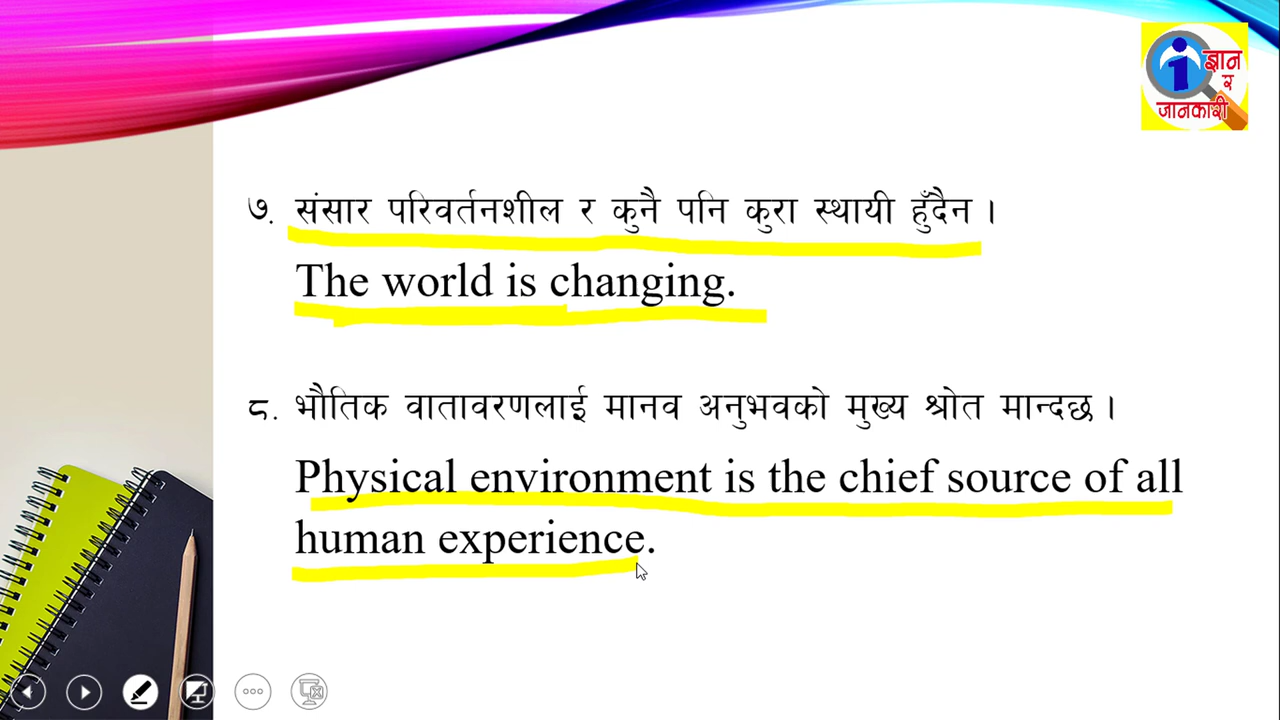 ज्ञान
र
जानकारी
७. संसार परिवर्तनशील र कुनै पनि कुरा स्थायी हुँदैन ।
The world is changing.
८. भौतिक वातावरणलाई मानव अनुभवको मुख्य श्रोत मान्दछ ।
Physical environment is the chief source of all
human experience.